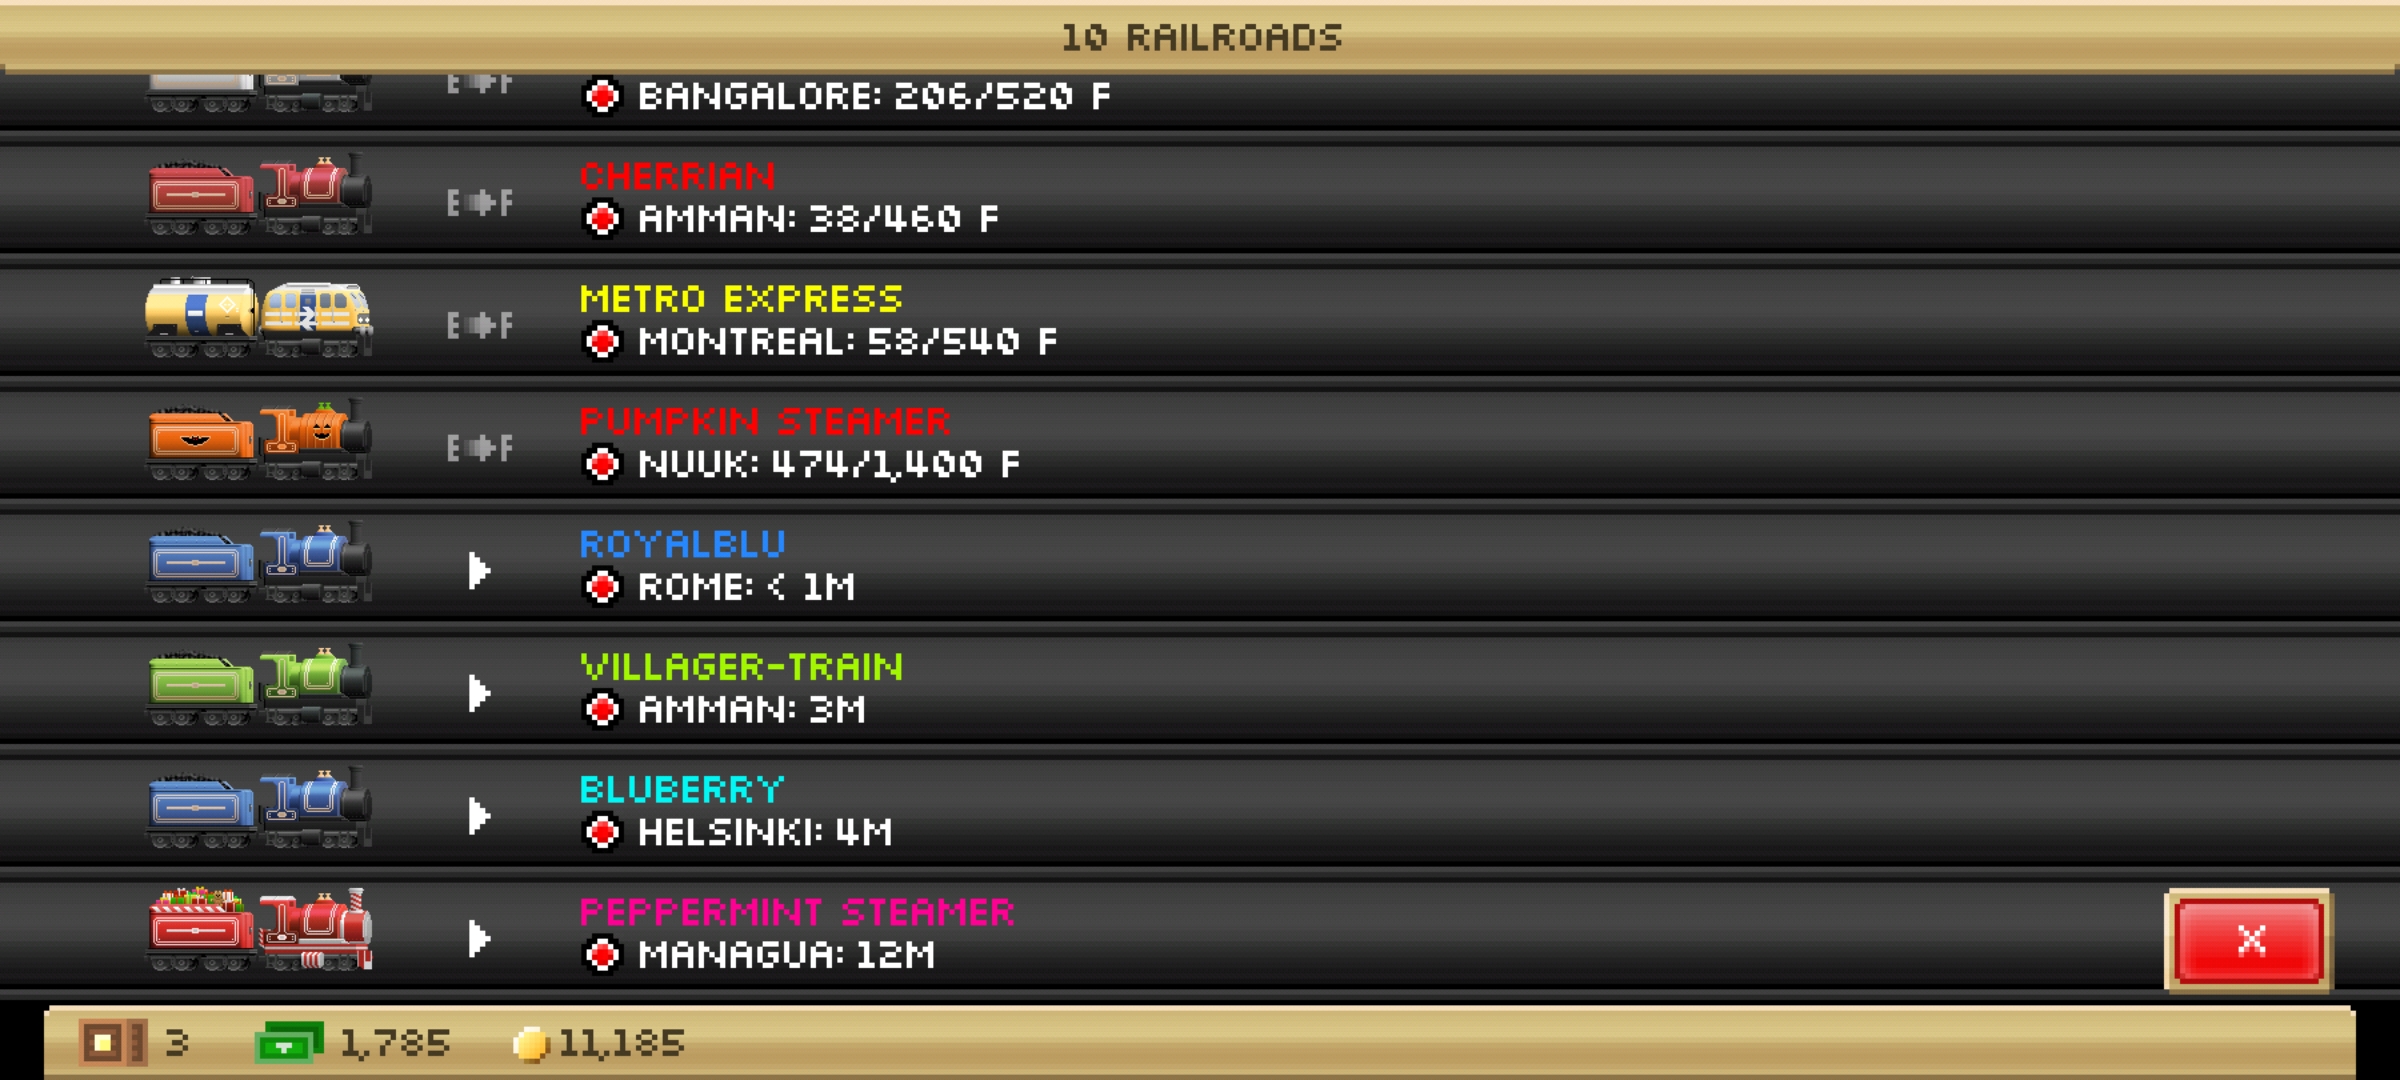 10 RAILROADS
E F
BANGALORE: 206/520 F
CHERRIAN
E F
AMMAN: 38/460 F
METRO EXPRESS
E F
MONTREAL: 58/540 F
PUMPKIN STEAMER
E F
NUUK: 474/1,400 F
ROYALBLU
ROME: < 1M
VILLAGER-TRAIN
AMMAN: 3M
BLUBERRY
HELSINKI: 4M
PEPPERMINT STEAMER
MANAGUA: 12M
X
3 1,785 11,185